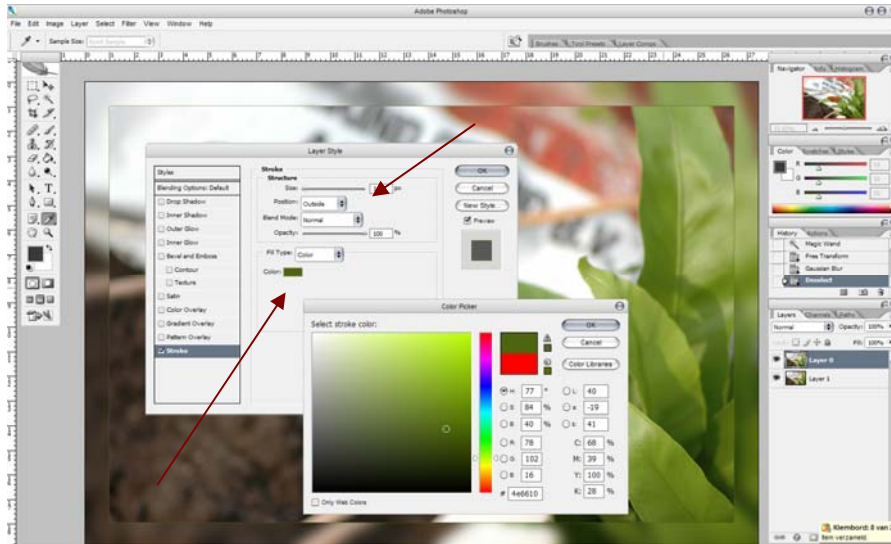 Adobe Photoshop
File Edit Image Layer Select Filter View Window Help
Sample Size:
Brushes Tool Presets Layer Comps
Navigator Info Histogram
Layer Style
Styles
Blending Options: Default
Drop Shadow
Inner Shadow
Outer Glow
Inner Glow
Bevel and Emboss
Contour
Texture
Satin
Color Overlay
Gradient Overlay
Pattern Overlay
Stroke
Stroke
Structure
Size: px
Position: Outside
Blend Mode: Normal
Opacity: 100 %
Fill Type: Color
Color:
OK
Cancel
New Style...
Preview
Color Picker
Select stroke color:
OK
Cancel
Color Libraries
H: 77 °
S: 84 %
B: 40 %
R: 78
G: 102
B: 16
# 4e6610
L: 40
a: -19
b: 41
C: 68 %
M: 39 %
Y: 100 %
K: 28 %
Only Web Colors
Color Swatches Styles
R
G
B
History Actions
Magic Wand
Free Transform
Gaussian Blur
Deselect
Layers Channels Paths
Normal Opacity: 100%
Fill: 100%
Layer 0
Layer 1
Klembord: 8 van
Item verzameld